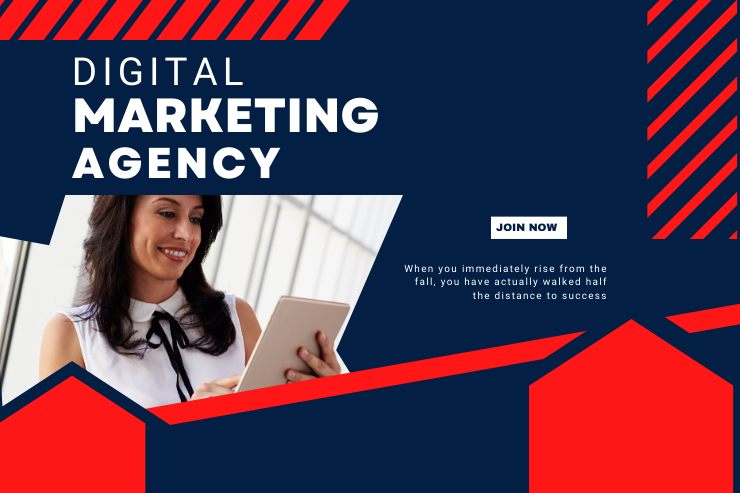 DIGITAL
MARKETING
AGENCY
JOIN NOW
When you immediately rise from the
fall, you have actually walked half
the distance to success